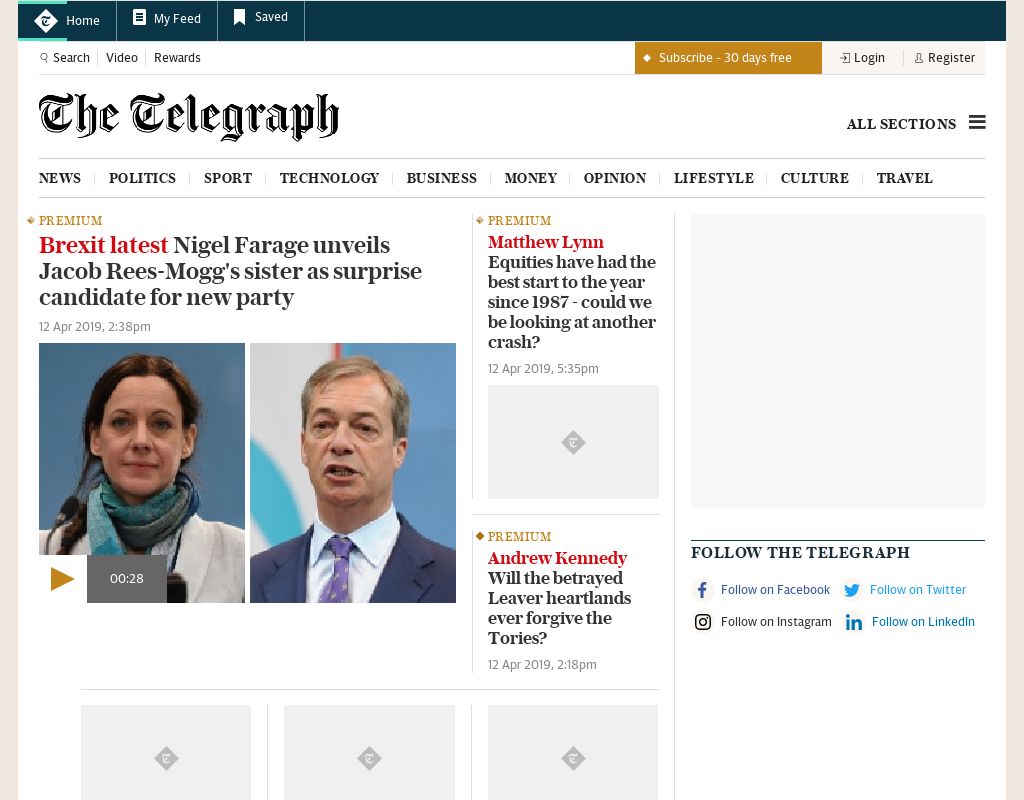 Home
My Feed
Saved
Search
Video
Rewards
Subscribe - 30 days free
Login
Register
The Telegraph
ALL SECTIONS
NEWS
POLITICS
SPORT
TECHNOLOGY
BUSINESS
MONEY
OPINION
LIFESTYLE
CULTURE
TRAVEL
PREMIUM
Brexit latest Nigel Farage unveils
Jacob Rees-Mogg's sister as surprise
candidate for new party
12 Apr 2019, 2:38pm
00:28
PREMIUM
Matthew Lynn
Equities have had the
best start to the year
since 1987 - could we
be looking at another
crash?
12 Apr 2019, 5:35pm
PREMIUM
Andrew Kennedy
Will the betrayed
Leaver heartlands
ever forgive the
Tories?
12 Apr 2019, 2:18pm
FOLLOW THE TELEGRAPH
Follow on Facebook
Follow on Twitter
Follow on Instagram
Follow on LinkedIn